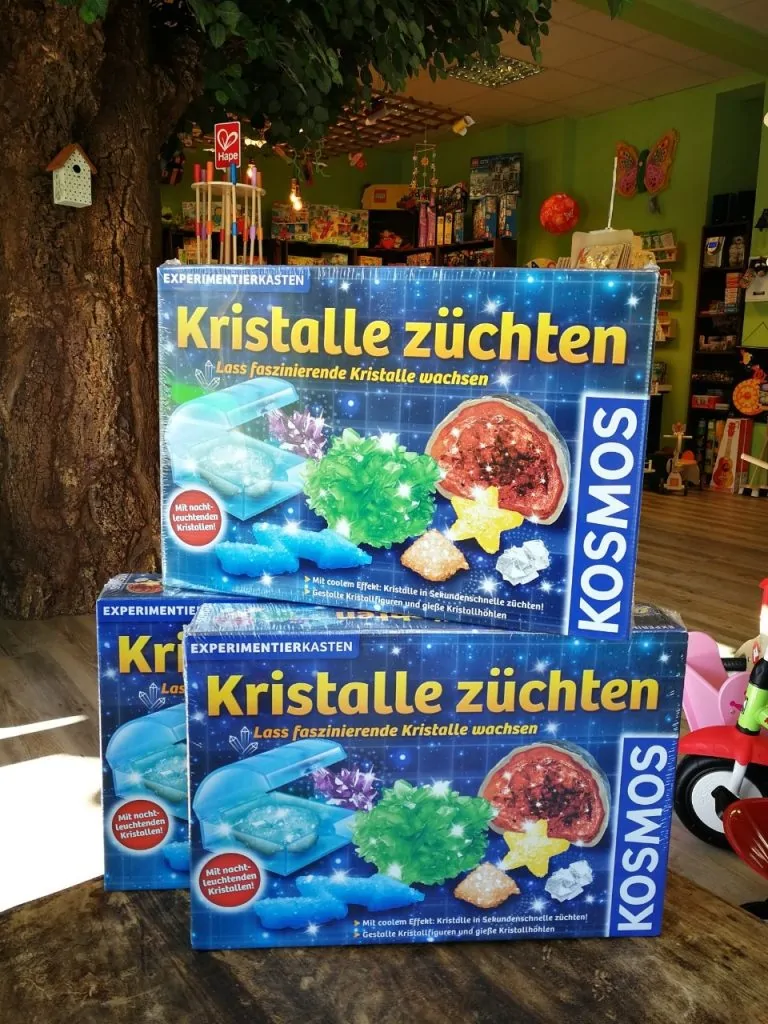 Hape
EXPERIMENTIERKASTEN
Kristalle züchten
Lass faszinierende Kristalle wachsen
Mit nacht-
leuchtenden
Kristallen!
KOSMOS
Mit coolem Effekt: Kristalle in Sekundenschnelle züchten!
Gestalte Kristallfiguren und gieße Kristallhöhlen
EXPERIMENTIE
Kri
Las
Mit nacht-
leuchtenden
Kristallen!
EXPERIMENTIERKASTEN
Kristalle züchten
Lass faszinierende Kristalle wachsen
Mit nacht-
leuchtenden
Kristallen!
KOSMOS
Mit coolem Effekt: Kristalle in Sekundenschnelle züchten!
Gestalte Kristallfiguren und gieße Kristallhöhlen